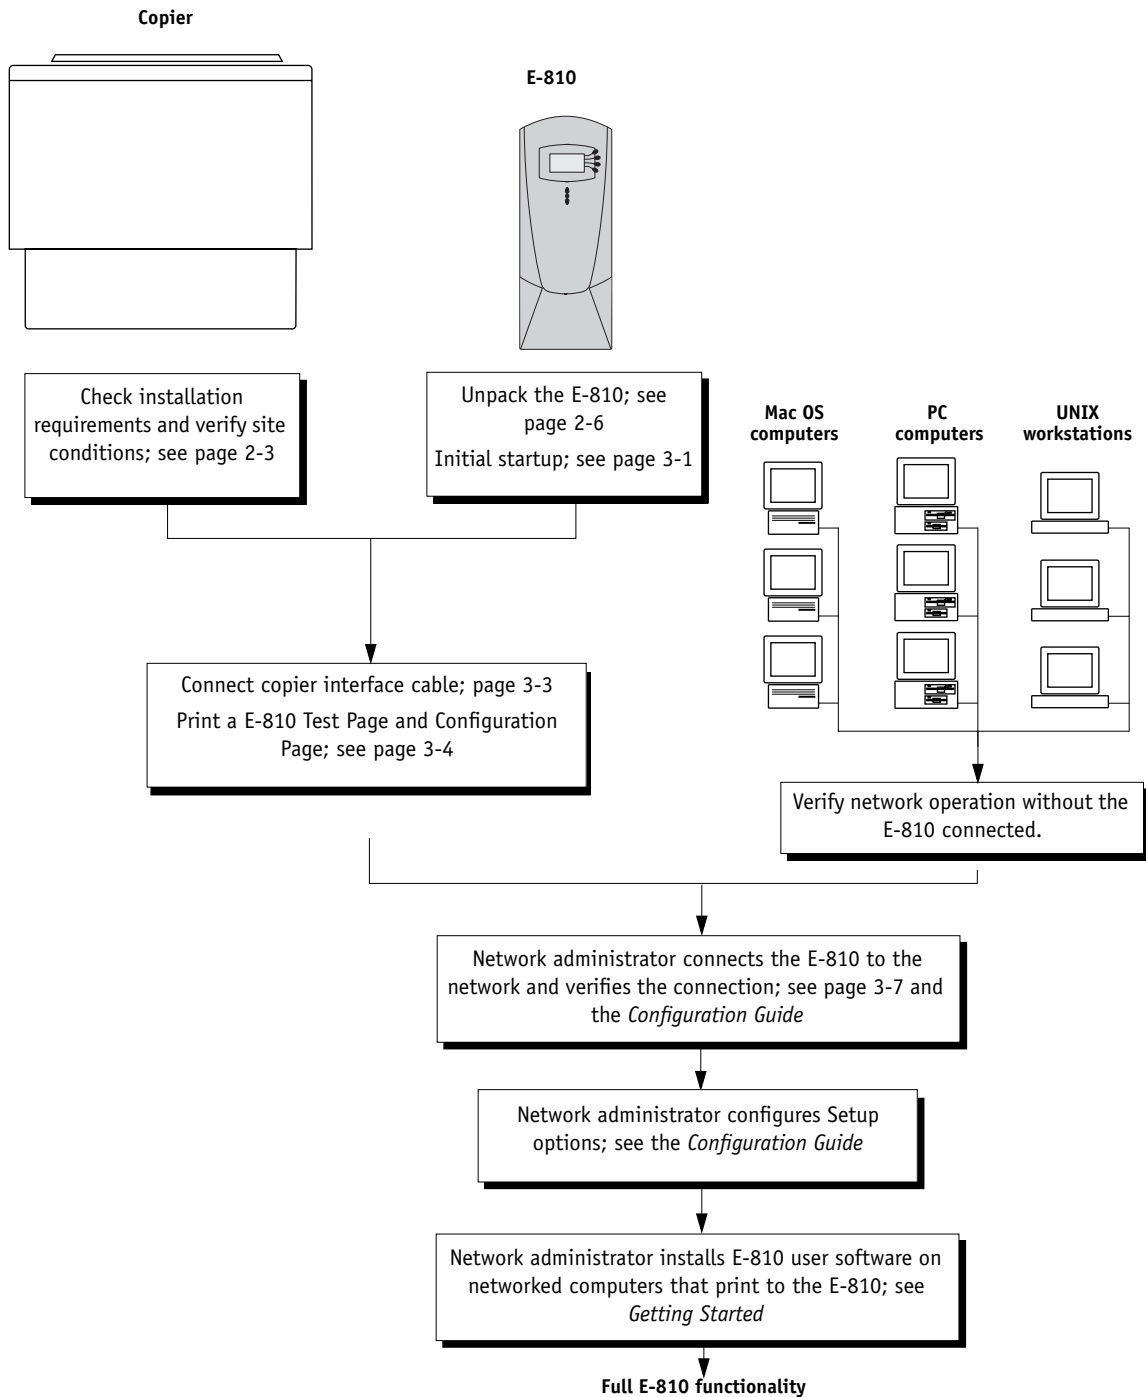 Copier
E-810
Check installation
requirements and verify site
conditions; see page 2-3
Unpack the E-810; see
page 2-6
Initial startup; see page 3-1
Mac OS
computers
PC
computers
UNIX
workstations
Connect copier interface cable; page 3-3
Print a E-810 Test Page and Configuration
Page; see page 3-4
Verify network operation without the
E-810 connected.
Network administrator connects the E-810 to the
network and verifies the connection; see page 3-7 and
the Configuration Guide
Network administrator configures Setup
options; see the Configuration Guide
Network administrator installs E-810 user software on
networked computers that print to the E-810; see
Getting Started
Full E-810 functionality